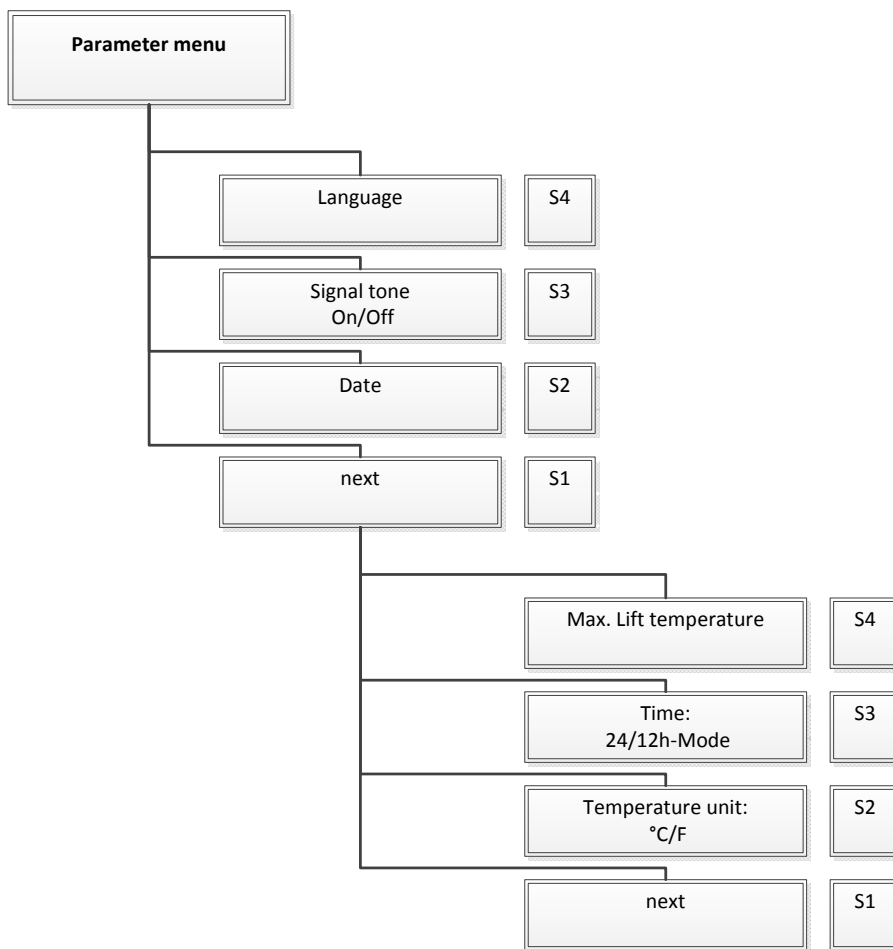 Parameter menu
Language S4
Signal tone S3
On/Off
Date S2
next S1
Max. Lift temperature S4
Time: S3
24/12h-Mode
Temperature unit: S2
°C/F
next S1